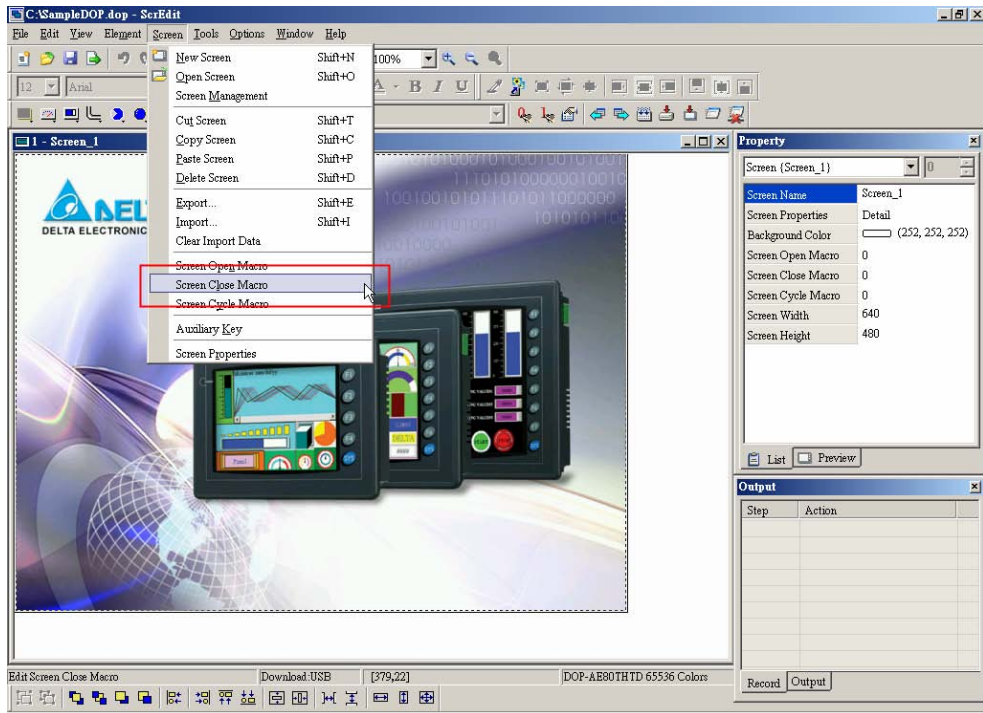 C:\SampleDOP.dop - ScrEdit
File Edit View Element Screen Tools Options Window Help
100%
12 Arial
A - B I U
New Screen Shift+N
Open Screen Shift+O
Screen Management
Cut Screen Shift+T
Copy Screen Shift+C
Paste Screen Shift+P
Delete Screen Shift+D
Export... Shift+E
Import... Shift+I
Clear Import Data
Screen Open Macro
Screen Close Macro
Screen Cycle Macro
Auxiliary Key
Screen Properties
1 - Screen_1
DEL
DELTA ELECTRONIC
DELTA
START
Property
Screen {Screen_1} 0
Screen Name Screen_1
Screen Properties Detail
Background Color (252, 252, 252)
Screen Open Macro 0
Screen Close Macro 0
Screen Cycle Macro 0
Screen Width 640
Screen Height 480
List Preview
Output
Step Action
Record Output
Edit Screen Close Macro Download:USB [379,22] DOP-AE80THTD 65536 Colors